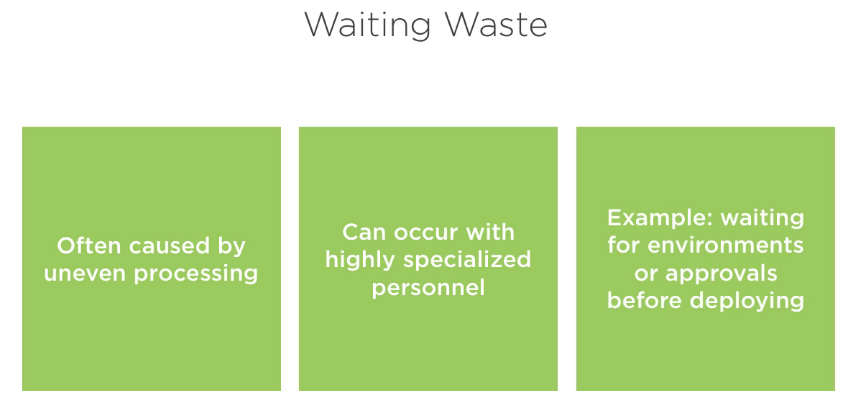 Waiting Waste
Often caused by
uneven processing
Can occur with
highly specialized
personnel
Example: waiting
for environments
or approvals
before deploying